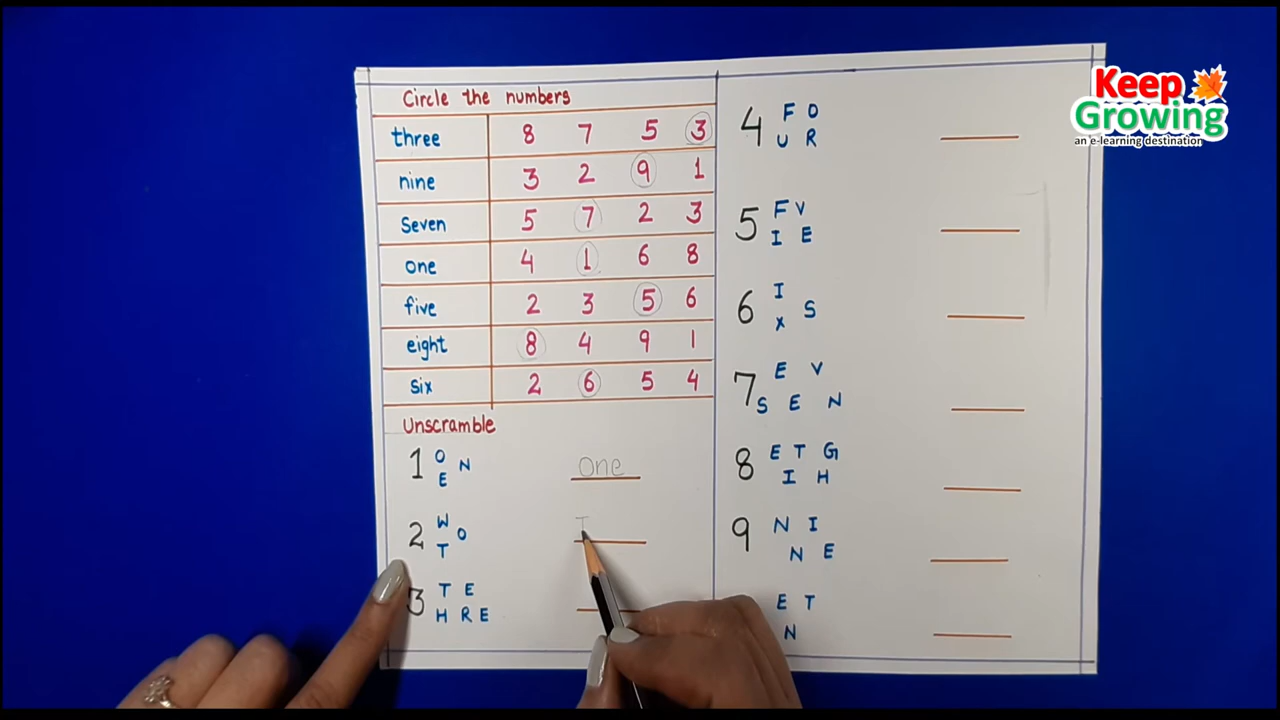 Circle the numbers
three 8 7 5 3
nine 3 2 9 1
Seven 5 7 2 3
one 4 1 6 8
five 2 3 5 6
eight 8 4 9 1
six 2 6 5 4
Unscramble
1 O N
E
one
2 W O
T
T
3 T E
H R E
4 F O
U R
5 F V
I E
6 I
X S
7 E V
S E N
8 E T G
I H
9 N I
N E
E T
N
Keep
Growing
an e-learning destination